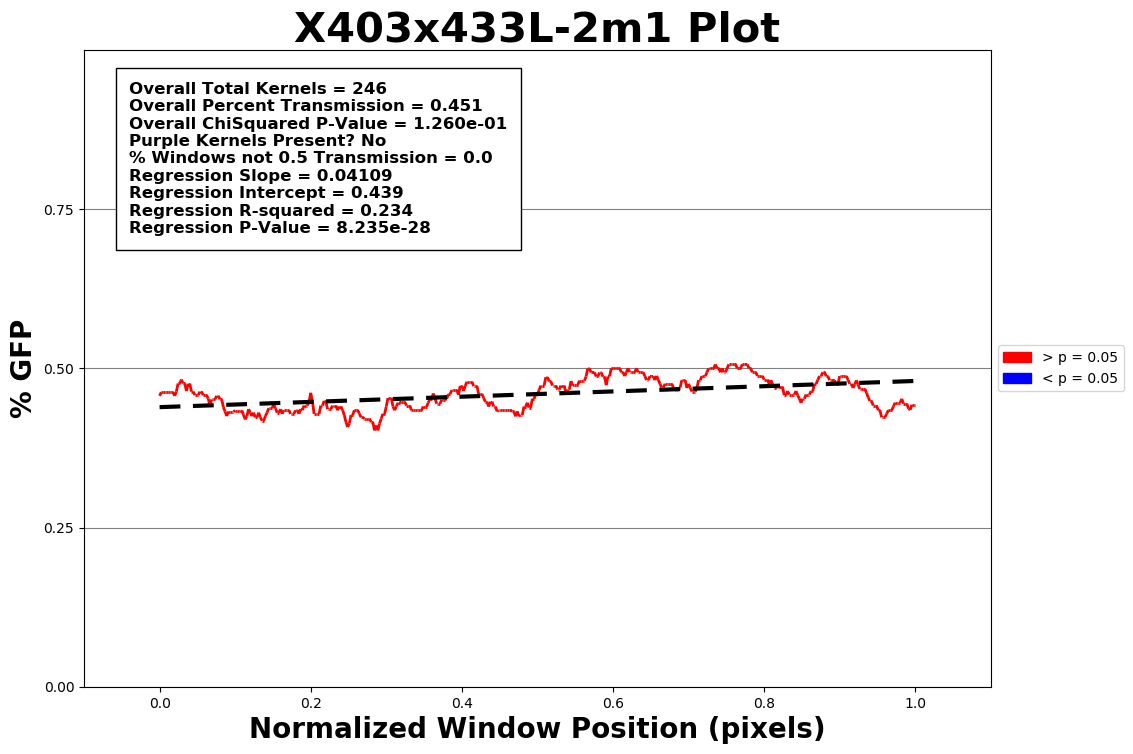 X403x433L-2m1 Plot
Overall Total Kernels = 246
Overall Percent Transmission = 0.451
Overall ChiSquared P-Value = 1.260e-01
Purple Kernels Present? No
% Windows not 0.5 Transmission = 0.0
Regression Slope = 0.04109
Regression Intercept = 0.439
Regression R-squared = 0.234
Regression P-Value = 8.235e-28
0.75
0.50
0.25
0.00
% GFP
> p = 0.05
< p = 0.05
0.0 0.2 0.4 0.6 0.8 1.0
Normalized Window Position (pixels)